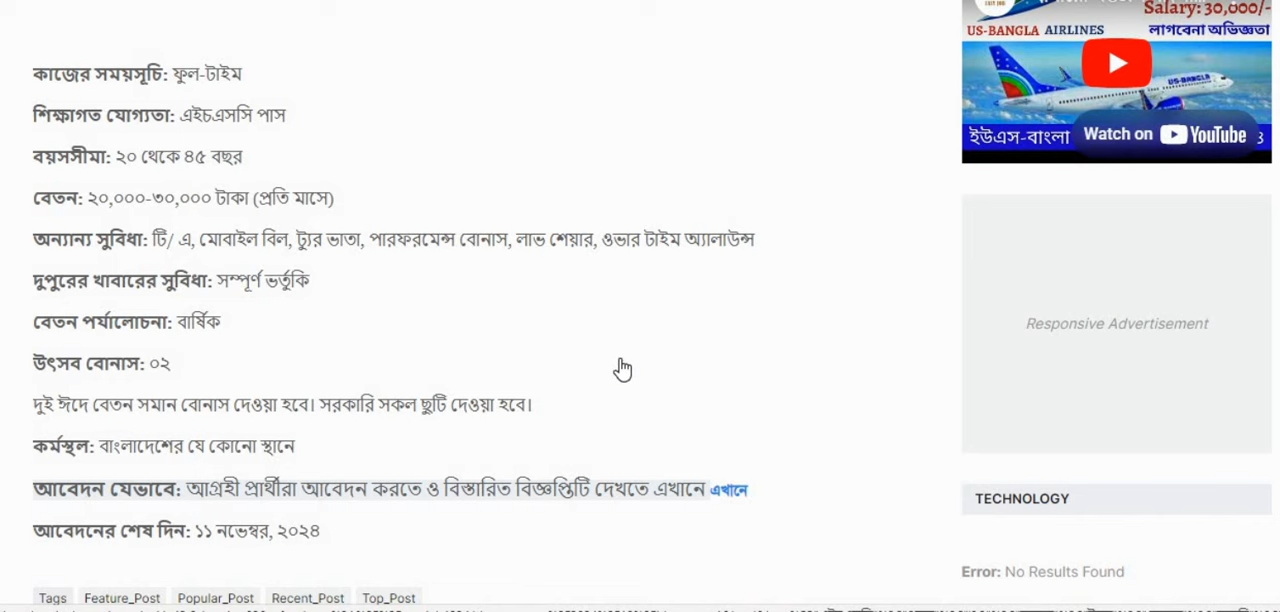 কাজের সময়সূচি: ফুল-টাইম
শিক্ষাগত যোগ্যতা: এইচএসসি পাস
বয়সসীমা: ২০ থেকে ৪৫ বছর
বেতন: ২০,০০০-৩০,০০০ টাকা (প্রতি মাসে)
অন্যান্য সুবিধা: টি/ এ, মোবাইল বিল, ট্যুর ভাতা, পারফরমেন্স বোনাস, লাভ শেয়ার, ওভার টাইম অ্যালাউন্স
দুপুরের খাবারের সুবিধা: সম্পূর্ণ ভর্তুকি
বেতন পর্যালোচনা: বার্ষিক
উৎসব বোনাস: ০২
দুই ঈদে বেতন সমান বোনাস দেওয়া হবে। সরকারি সকল ছুটি দেওয়া হবে।
কর্মস্থল: বাংলাদেশের যে কোনো স্থানে
আবেদন যেভাবে: আগ্রহী প্রার্থীরা আবেদন করতে ও বিস্তারিত বিজ্ঞপ্তিটি দেখতে এখানে এখানে
আবেদনের শেষ দিন: ১১ নভেম্বর, ২০২৪
Tags Feature_Post Popular_Post Recent_Post Top_Post
Salary: 30,000/-
US-BANGLA AIRLINES লাগবেনা অভিজ্ঞতা
US-BANGLA
ইউএস-বাংলা Watch on YouTube
Responsive Advertisement
TECHNOLOGY
Error: No Results Found